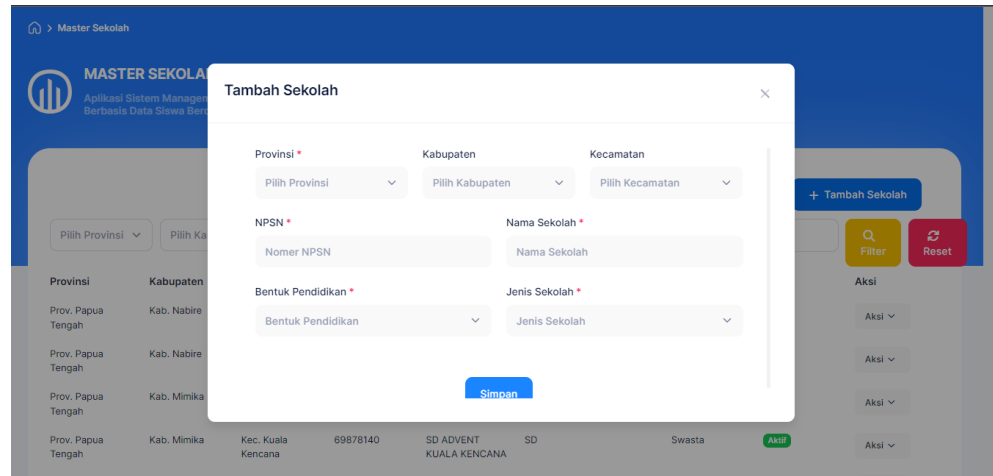 > Master Sekolah
MASTER SEKOLA
Aplikasi Sistem Managem
Berbasis Data Siswa Berd
Tambah Sekolah
Provinsi * Kabupaten Kecamatan
Pilih Provinsi Pilih Kabupaten Pilih Kecamatan
+ Tambah Sekolah
NPSN * Nama Sekolah *
Nomer NPSN Nama Sekolah
Pilih Provinsi Pilih Ka Filter Reset
Bentuk Pendidikan * Jenis Sekolah *
Bentuk Pendidikan Jenis Sekolah
Simpan
Provinsi Kabupaten Aksi
Prov. Papua Tengah Kab. Nabire Aksi
Prov. Papua Tengah Kab. Nabire Aksi
Prov. Papua Tengah Kab. Mimika Aksi
Prov. Papua Kab. Mimika Kec. Kuala 69878140 SD ADVENT SD Swasta Aktif Aksi
Tengah Kencana KUALA KENCANA